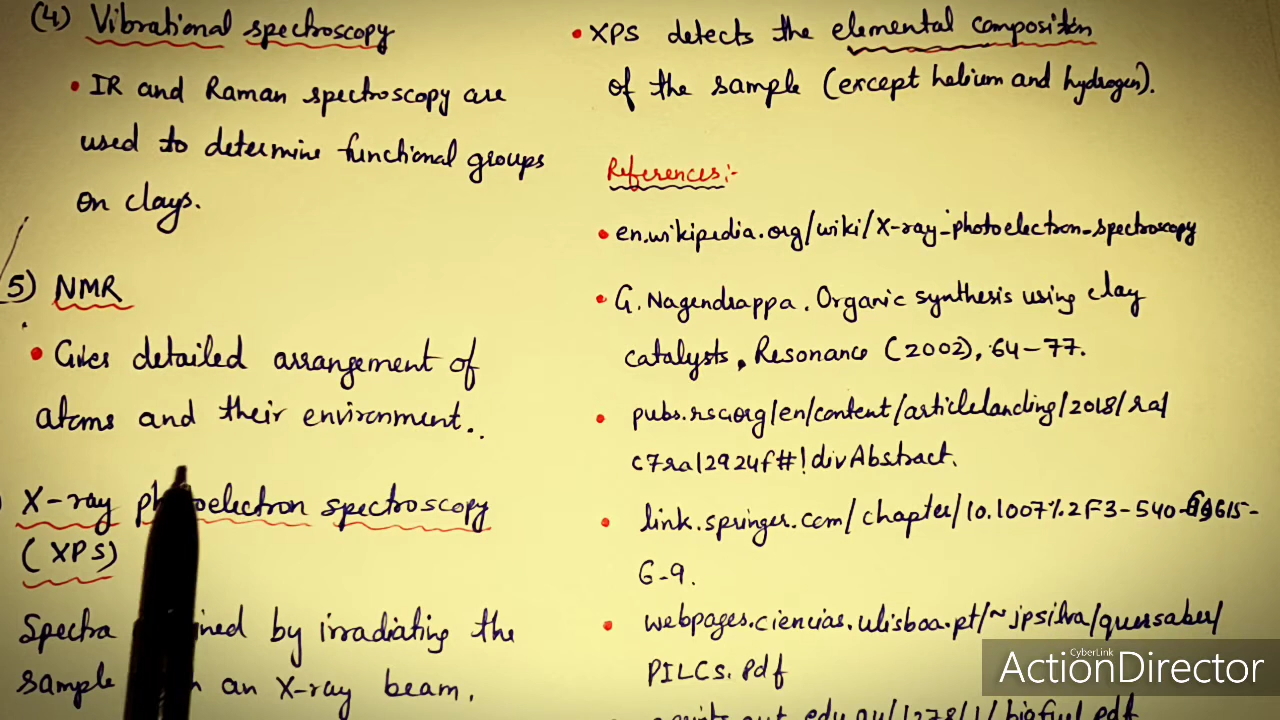 (4) Vibrational spectroscopy
• IR and Raman spectroscopy are
used to determine functional groups
on clays.
5) NMR
• Gives detailed arrangement of
atoms and their environment..
X-ray photoelectron spectroscopy
(XPS)
Spectra by irradiating the
sample an X-ray beam.
• XPS detects the elemental composition
of the sample (except helium and hydrogen).
References:-
• en.wikipedia.org/wiki/X-ray-photoelectron-spectroscopy
• G. Nagendrappa. Organic synthesis using clay
catalysts, Resonance (2002), 64-77.
• pubs.rsc.org/en/content/articlelanding/2018/ra/
c7ra12924f#!divAbstract.
• link.springer.com/chapter/10.1007%2F3-540-69615-
6-9.
• webpages.ciencias.ulisboa.pt/~jpsilva/quersaber/
PILCs.pdf
CyberLink
ActionDirector